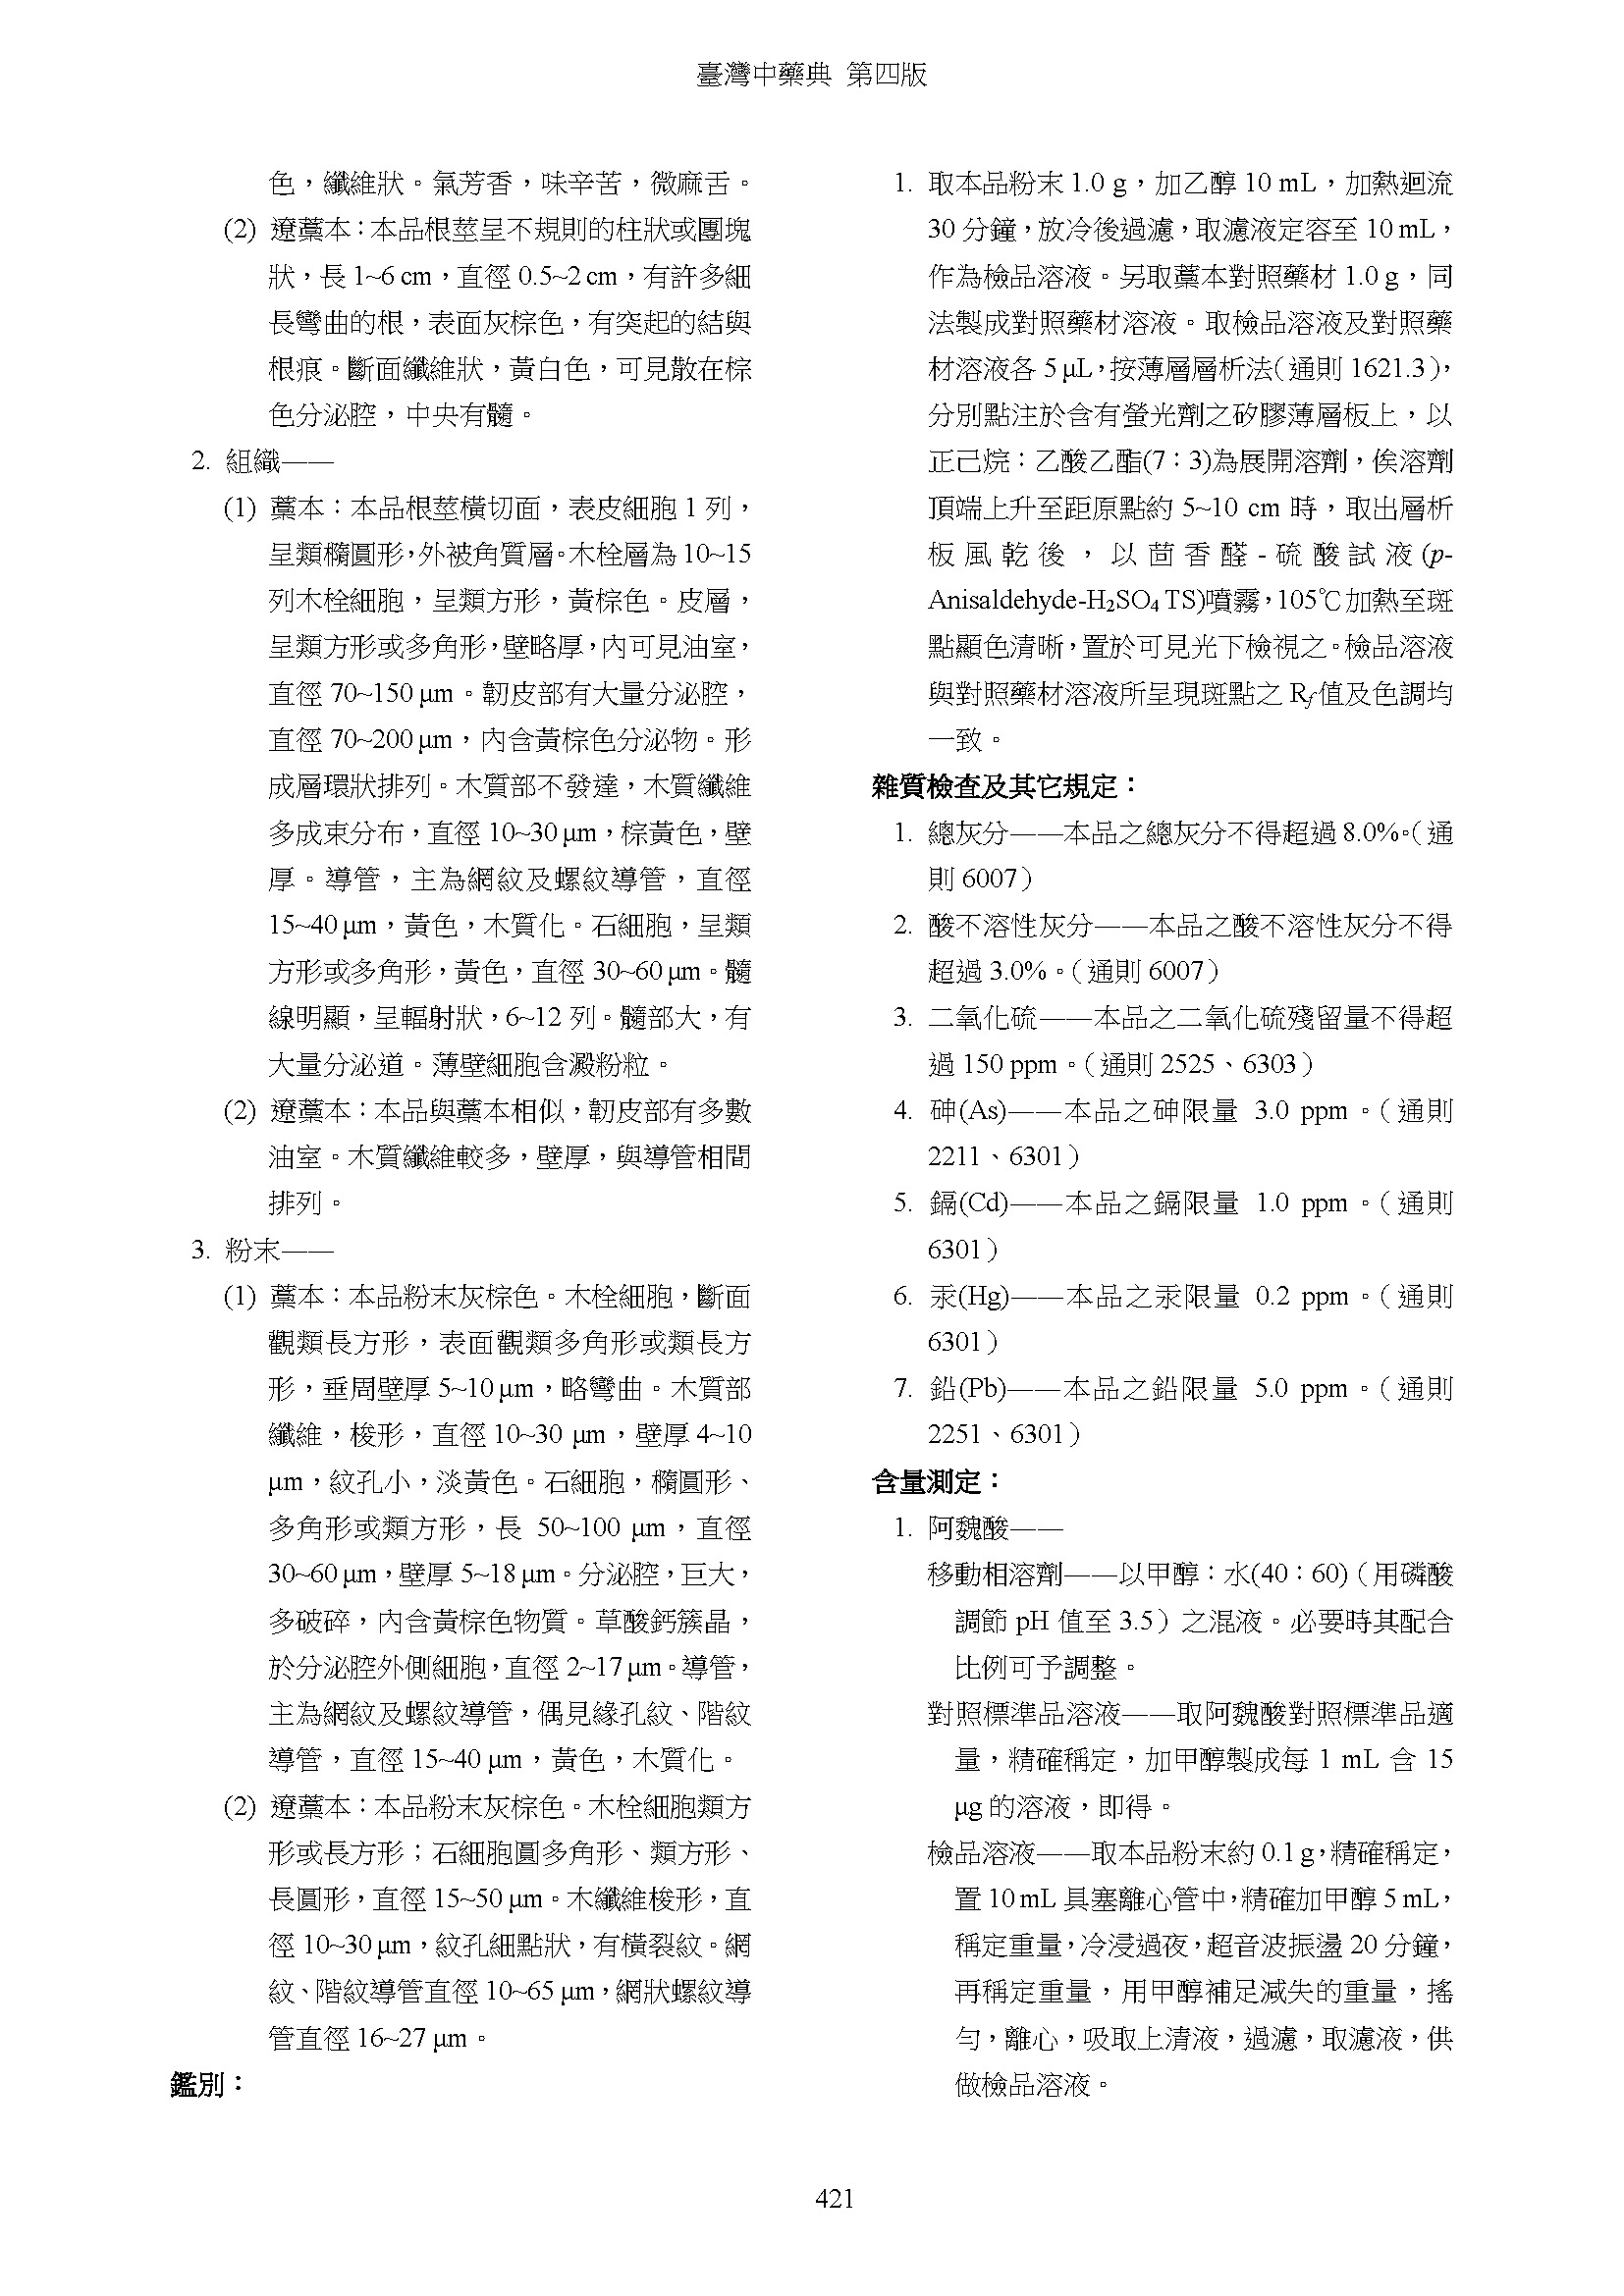 臺灣中藥典 第四版
色，纖維狀。氣芳香，味辛苦，微麻舌。
(2) 遼藁本：本品根莖呈不規則的柱狀或團塊
狀，長 1~6 cm，直徑 0.5~2 cm，有許多細
長彎曲的根，表面灰棕色，有突起的結與
根痕。斷面纖維狀，黃白色，可見散在棕
色分泌腔，中央有髓。
2. 組織——
(1) 藁本：本品根莖橫切面，表皮細胞 1 列，
呈類橢圓形，外被角質層。木栓層為 10~15
列木栓細胞，呈類方形，黃棕色。皮層，
呈類方形或多角形，壁略厚，內可見油室，
直徑 70~150 μm。韌皮部有大量分泌腔，
直徑 70~200 μm，內含黃棕色分泌物。形
成層環狀排列。木質部不發達，木質纖維
多成束分布，直徑 10~30 μm，棕黃色，壁
厚。導管，主為網紋及螺紋導管，直徑
15~40 μm，黃色，木質化。石細胞，呈類
方形或多角形，黃色，直徑 30~60 μm。髓
線明顯，呈輻射狀，6~12 列。髓部大，有
大量分泌道。薄壁細胞含澱粉粒。
(2) 遼藁本：本品與藁本相似，韌皮部有多數
油室。木質纖維較多，壁厚，與導管相間
排列。
3. 粉末——
(1) 藁本：本品粉末灰棕色。木栓細胞，斷面
觀類長方形，表面觀類多角形或類長方
形，垂周壁厚 5~10 μm，略彎曲。木質部
纖維，梭形，直徑 10~30 μm，壁厚 4~10
μm，紋孔小，淡黃色。石細胞，橢圓形、
多角形或類方形，長 50~100 μm，直徑
30~60 μm，壁厚 5~18 μm。分泌腔，巨大，
多破碎，內含黃棕色物質。草酸鈣簇晶，
於分泌腔外側細胞，直徑 2~17 μm。導管，
主為網紋及螺紋導管，偶見緣孔紋、階紋
導管，直徑 15~40 μm，黃色，木質化。
(2) 遼藁本：本品粉末灰棕色。木栓細胞類方
形或長方形；石細胞圓多角形、類方形、
長圓形，直徑 15~50 μm。木纖維梭形，直
徑 10~30 μm，紋孔細點狀，有橫裂紋。網
紋、階紋導管直徑 10~65 μm，網狀螺紋導
管直徑 16~27 μm。
鑑別：
1. 取本品粉末 1.0 g，加乙醇 10 mL，加熱迴流
30 分鐘，放冷後過濾，取濾液定容至 10 mL，
作為檢品溶液。另取藁本對照藥材 1.0 g，同
法製成對照藥材溶液。取檢品溶液及對照藥
材溶液各 5 μL，按薄層層析法（通則 1621.3），
分別點注於含有螢光劑之矽膠薄層板上，以
正己烷：乙酸乙酯(7：3)為展開溶劑，俟溶劑
頂端上升至距原點約 5~10 cm 時，取出層析
板風乾後，以茴香醛-硫酸試液(p-
Anisaldehyde-H₂SO₄ TS)噴霧，105℃加熱至斑
點顯色清晰，置於可見光下檢視之。檢品溶液
與對照藥材溶液所呈現斑點之 Rf值及色調均
一致。
雜質檢查及其它規定：
1. 總灰分——本品之總灰分不得超過 8.0%。（通
則 6007）
2. 酸不溶性灰分——本品之酸不溶性灰分不得
超過 3.0%。（通則 6007）
3. 二氧化硫——本品之二氧化硫殘留量不得超
過 150 ppm。（通則 2525、6303）
4. 砷(As)——本品之砷限量 3.0 ppm。（通則
2211、6301）
5. 鎘(Cd)——本品之鎘限量 1.0 ppm。（通則
6301）
6. 汞(Hg)——本品之汞限量 0.2 ppm。（通則
6301）
7. 鉛(Pb)——本品之鉛限量 5.0 ppm。（通則
2251、6301）
含量測定：
1. 阿魏酸——
移動相溶劑——以甲醇：水(40：60)（用磷酸
調節 pH 值至 3.5）之混液。必要時其配合
比例可予調整。
對照標準品溶液——取阿魏酸對照標準品適
量，精確稱定，加甲醇製成每 1 mL 含 15
μg 的溶液，即得。
檢品溶液——取本品粉末約 0.1 g，精確稱定，
置 10 mL 具塞離心管中，精確加甲醇 5 mL，
稱定重量，冷浸過夜，超音波振盪 20 分鐘，
再稱定重量，用甲醇補足減失的重量，搖
勻，離心，吸取上清液，過濾，取濾液，供
做檢品溶液。
421